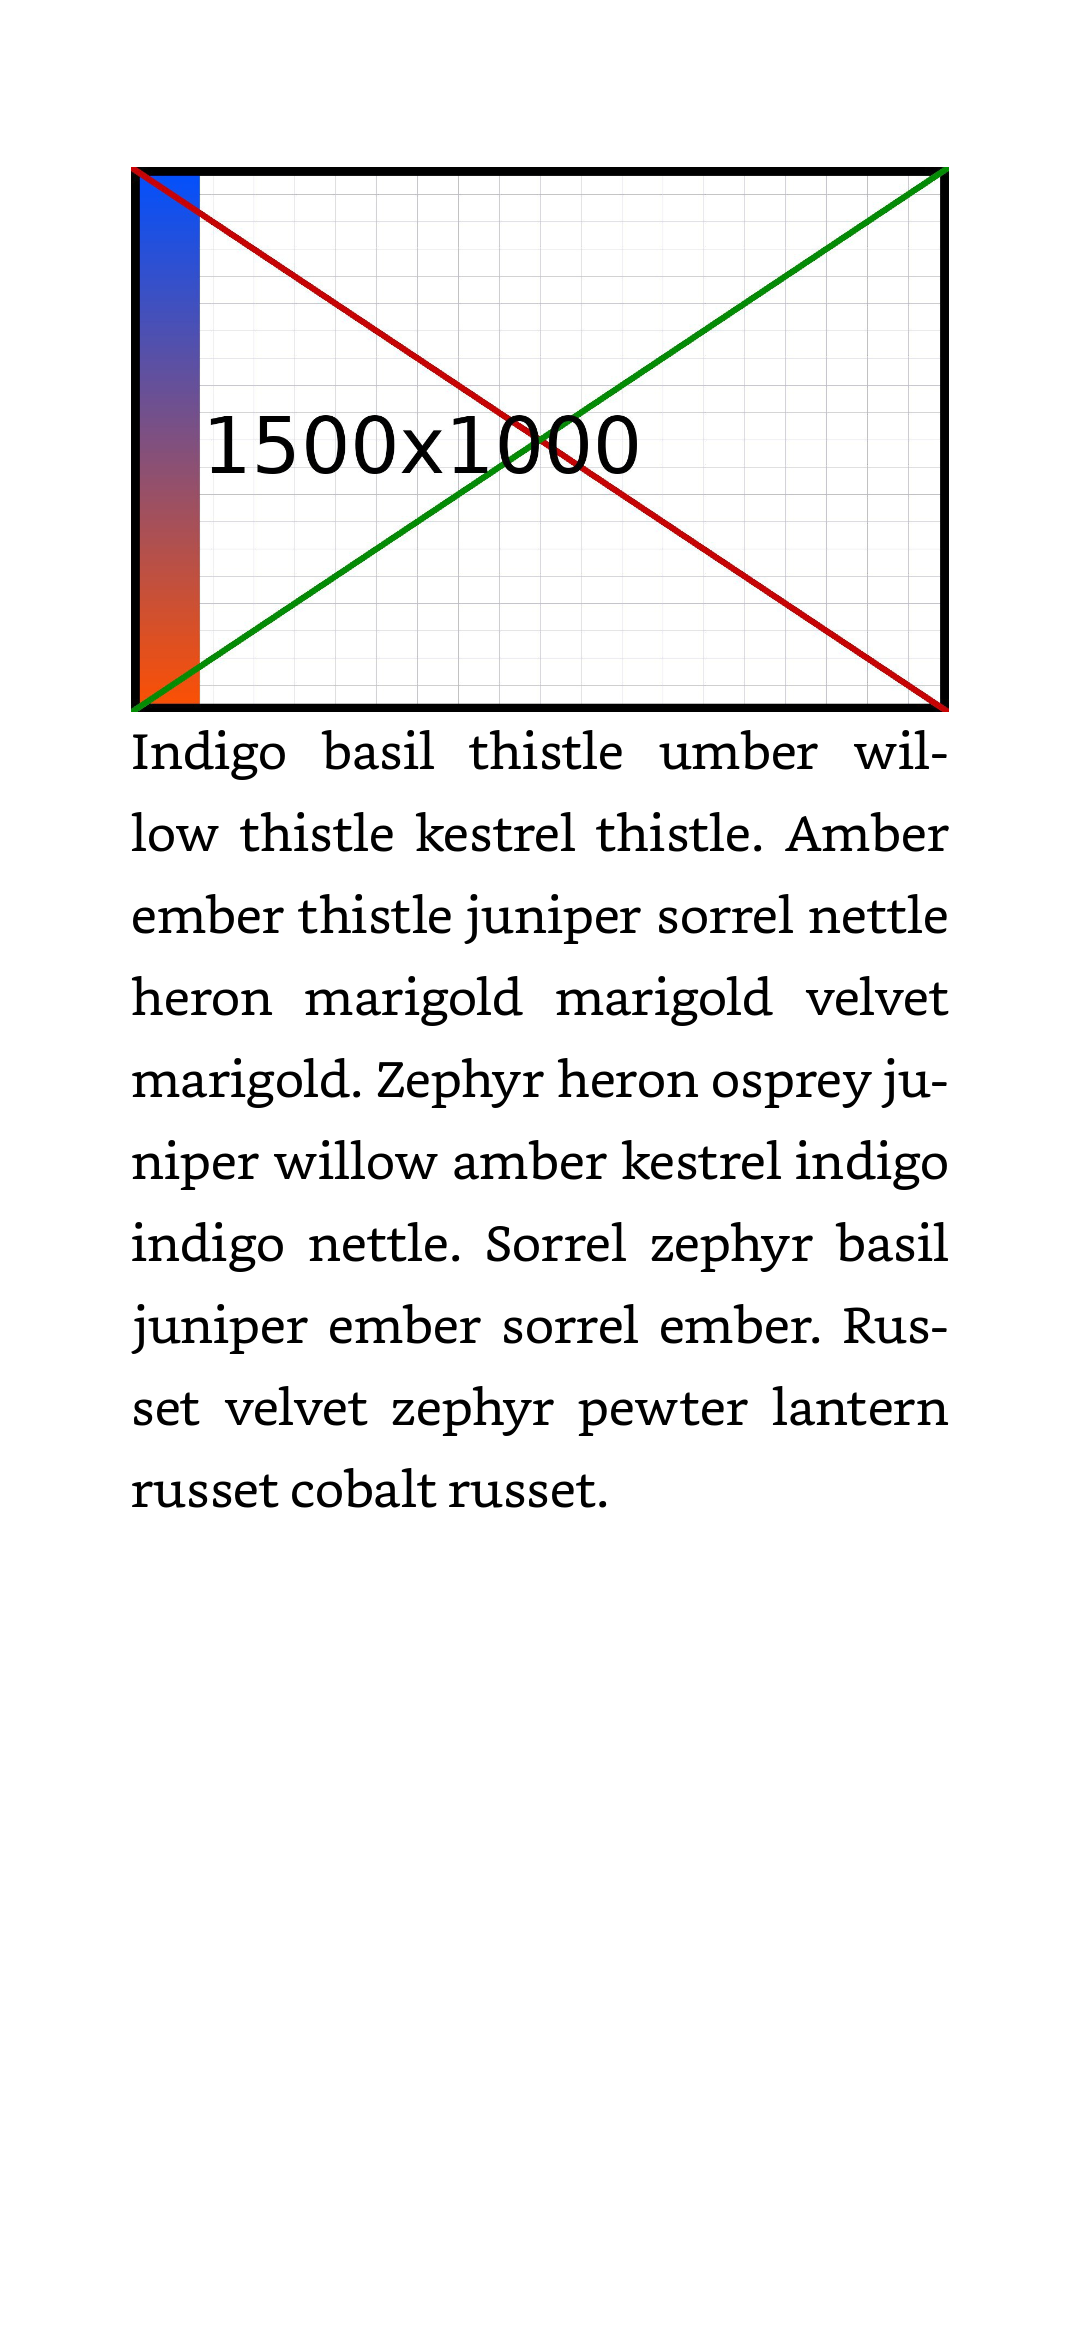 1500x1000
Indigo basil thistle umber wil-
low thistle kestrel thistle. Amber
ember thistle juniper sorrel nettle
heron marigold marigold velvet
marigold. Zephyr heron osprey ju-
niper willow amber kestrel indigo
indigo nettle. Sorrel zephyr basil
juniper ember sorrel ember. Rus-
set velvet zephyr pewter lantern
russet cobalt russet.